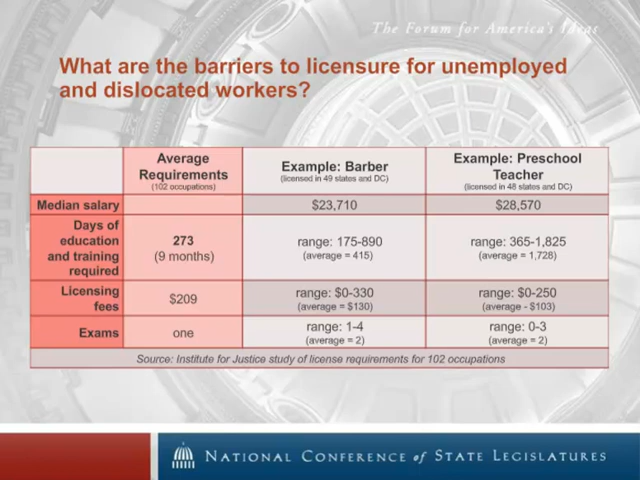 The Forum for America's Ideas
What are the barriers to licensure for unemployed
and dislocated workers?
Average
Requirements
(102 occupations)
Example: Barber
(licensed in 49 states and DC)
Example: Preschool
Teacher
(licensed in 48 states and DC)
Median salary
$23,710
$28,570
Days of
education
and training
required
273
(9 months)
range: 175-890
(average = 415)
range: 365-1,825
(average = 1,728)
Licensing
fees
$209
range: $0-330
(average = $130)
range: $0-250
(average - $103)
Exams
one
range: 1-4
(average = 2)
range: 0-3
(average = 2)
Source: Institute for Justice study of license requirements for 102 occupations
NATIONAL CONFERENCE of STATE LEGISLATURES